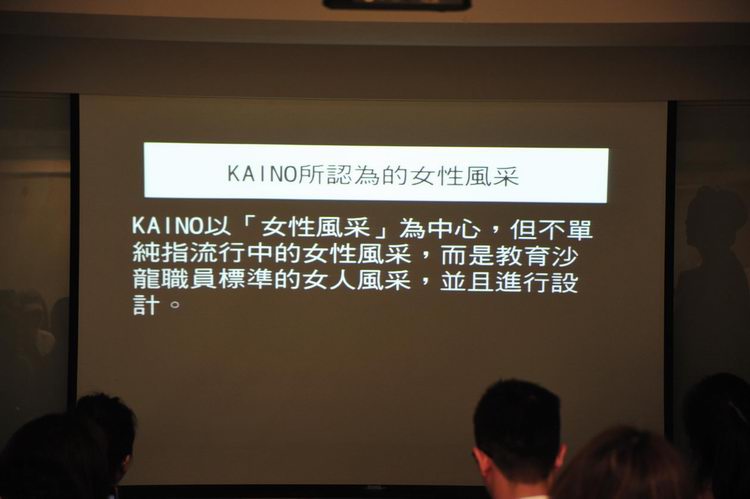 KAINO所認為的女性風采
KAINO以「女性風采」為中心，但不單
純指流行中的女性風采，而是教育沙
龍職員標準的女人風采，並且進行設
計。